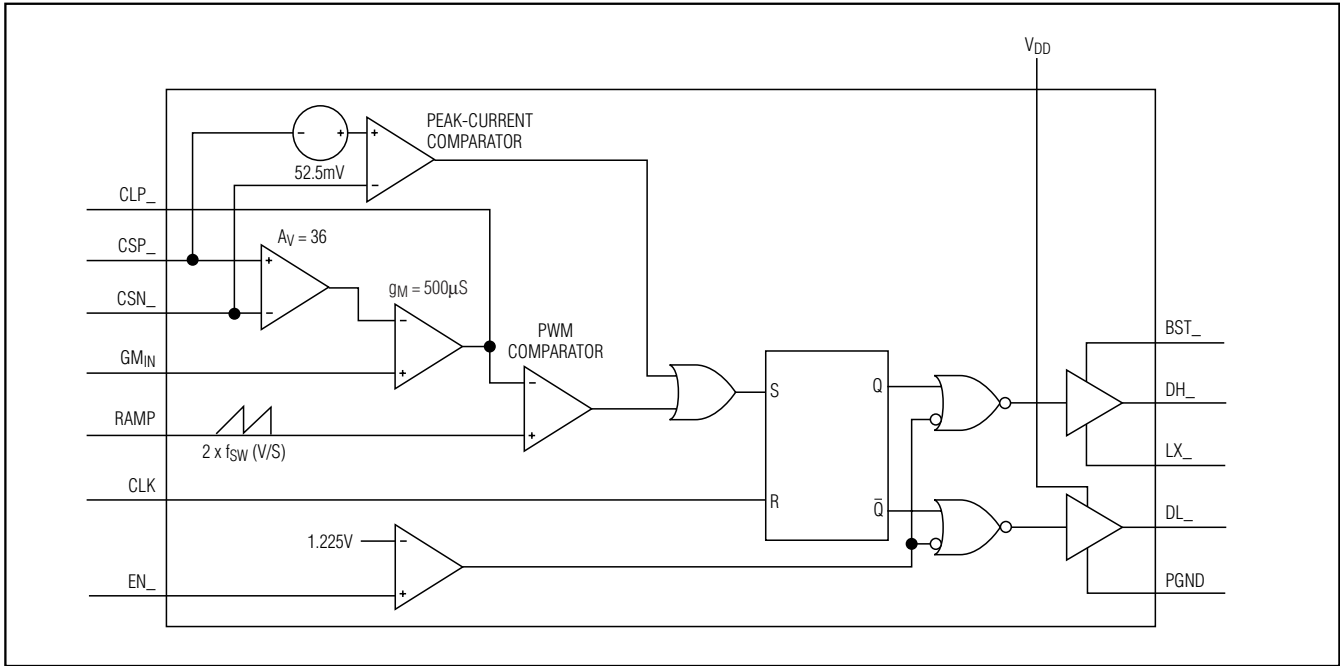 VDD
PEAK-CURRENT
COMPARATOR
- +
+
-
52.5mV
CLP_
AV = 36
CSP_
+
CSN_
-
gM = 500μS
-
GMIN
+
PWM
COMPARATOR
-
RAMP
+
2 x fSW (V/S)
CLK
S
Q
R
Q̅
BST_
DH_
LX_
DL_
PGND
1.225V
-
EN_
+